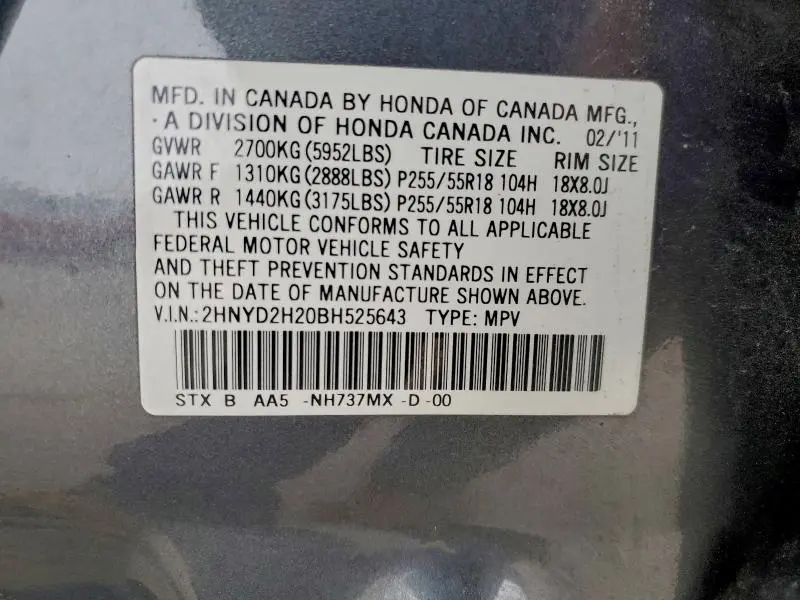 MFD. IN CANADA BY HONDA OF CANADA MFG.,
· A DIVISION OF HONDA CANADA INC. 02/'11
GVWR 2700KG(5952LBS) TIRE SIZE RIM SIZE
GAWR F 1310KG(2888LBS) P255/55R18 104H 18X8.0J
GAWR R 1440KG(3175LBS) P255/55R18 104H 18X8.0J
THIS VEHICLE CONFORMS TO ALL APPLICABLE
FEDERAL MOTOR VEHICLE SAFETY
AND THEFT PREVENTION STANDARDS IN EFFECT
ON THE DATE OF MANUFACTURE SHOWN ABOVE.
V.I.N.:2HNYD2H20BH525643 TYPE: MPV
STX B AA5 -NH737MX -D -00